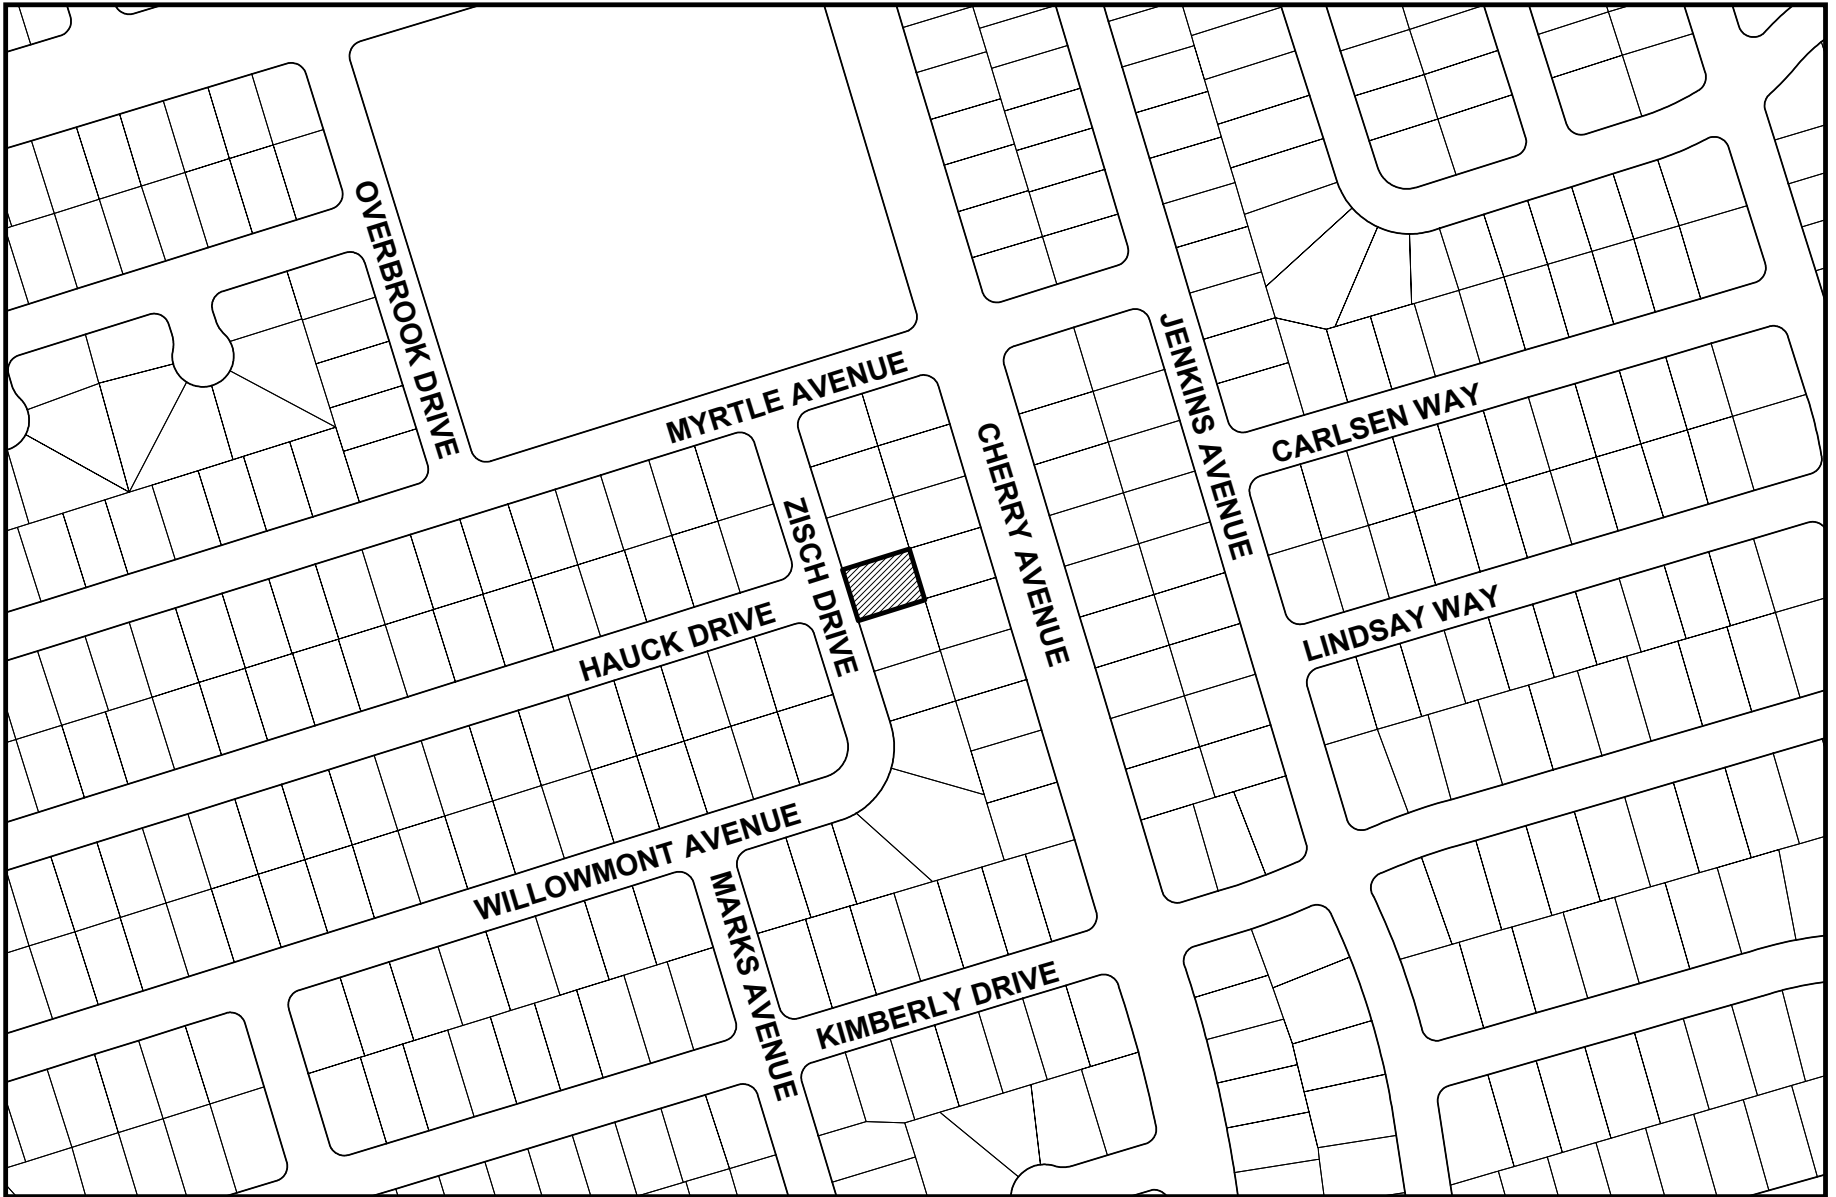 OVERBROOK DRIVE
MYRTLE AVENUE
JENKINS AVENUE
CARLSEN WAY
CHERRY AVENUE
ZISCH DRIVE
LINDSAY WAY
HAUCK DRIVE
WILLOWMONT AVENUE
MARKS AVENUE
KIMBERLY DRIVE